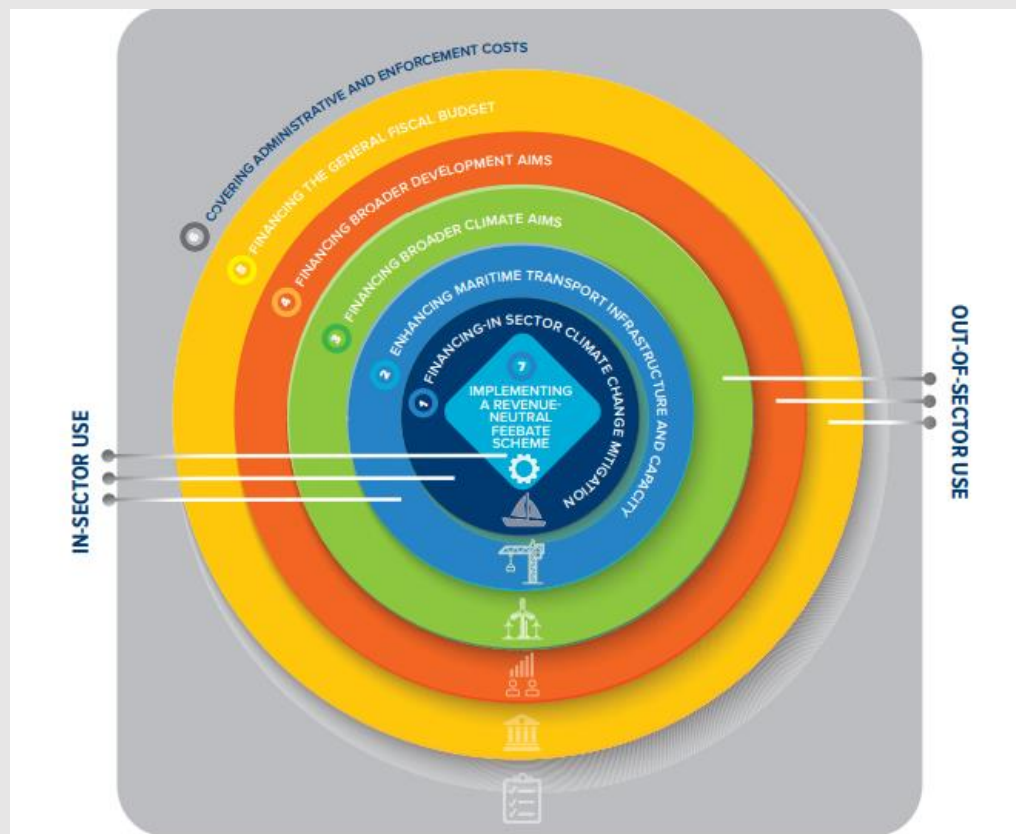 6 COVERING ADMINISTRATIVE AND ENFORCEMENT COSTS
5 FINANCING THE GENERAL FISCAL BUDGET
4 FINANCING BROADER DEVELOPMENT AIMS
3 FINANCING BROADER CLIMATE AIMS
2 ENHANCING MARITIME TRANSPORT INFRASTRUCTURE AND CAPACITY
1 FINANCING-IN SECTOR CLIMATE CHANGE MITIGATION
7
IMPLEMENTING
A REVENUE-
NEUTRAL
FEEBATE
SCHEME
IN-SECTOR USE
OUT-OF-SECTOR USE